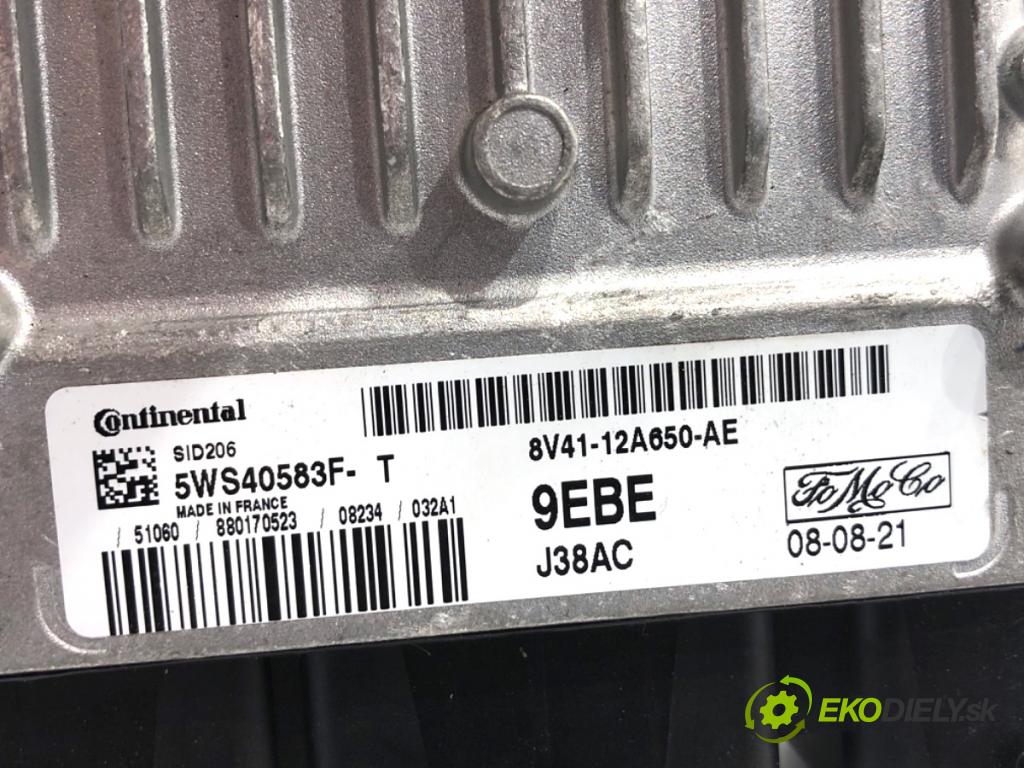 Continental
SID206
5WS40583F- T
MADE IN FRANCE
/ 51060 / 880170523 / 08234 / 032A1
8V41-12A650-AE
9EBE
J38AC
FoMoCo
08-08-21
EKODIELY.sk